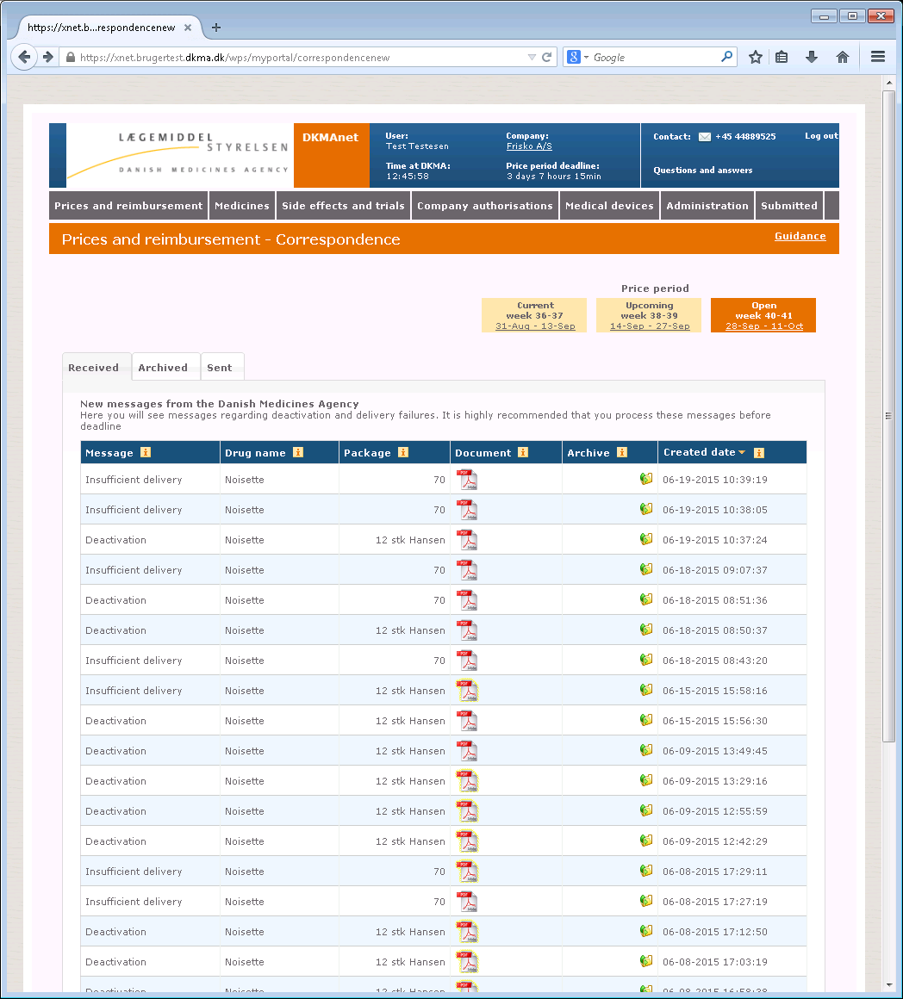 https://xnet.b...respondencenew
https://xnet.brugertest.dkma.dk/wps/myportal/correspondencenew
Google
LÆGEMIDDEL
STYRELSEN
DANISH MEDICINES AGENCY
DKMAnet
User:
Test Testesen
Time at DKMA:
12:45:58
Company:
Frisko A/S
Price period deadline:
3 days 7 hours 15min
Contact: +45 44889525 Log out
Questions and answers
Prices and reimbursement Medicines Side effects and trials Company authorisations Medical devices Administration Submitted
Prices and reimbursement - Correspondence
Guidance
Price period
Current
week 36-37
31-Aug - 13-Sep
Upcoming
week 38-39
14-Sep - 27-Sep
Open
week 40-41
28-Sep - 11-Oct
Received Archived Sent
New messages from the Danish Medicines Agency
Here you will see messages regarding deactivation and delivery failures. It is highly recommended that you process these messages before
deadline
Message Drug name Package Document Archive Created date
Insufficient delivery Noisette 70 06-19-2015 10:39:19
Insufficient delivery Noisette 70 06-19-2015 10:38:05
Deactivation Noisette 12 stk Hansen 06-19-2015 10:37:24
Insufficient delivery Noisette 70 06-18-2015 09:07:37
Deactivation Noisette 70 06-18-2015 08:51:36
Deactivation Noisette 12 stk Hansen 06-18-2015 08:50:37
Insufficient delivery Noisette 70 06-18-2015 08:43:20
Insufficient delivery Noisette 12 stk Hansen 06-15-2015 15:58:16
Deactivation Noisette 12 stk Hansen 06-15-2015 15:56:30
Deactivation Noisette 12 stk Hansen 06-09-2015 13:49:45
Deactivation Noisette 12 stk Hansen 06-09-2015 13:29:16
Deactivation Noisette 12 stk Hansen 06-09-2015 12:55:59
Deactivation Noisette 12 stk Hansen 06-09-2015 12:42:29
Insufficient delivery Noisette 70 06-08-2015 17:29:11
Insufficient delivery Noisette 70 06-08-2015 17:27:19
Deactivation Noisette 12 stk Hansen 06-08-2015 17:12:50
Deactivation Noisette 12 stk Hansen 06-08-2015 17:03:19
Deactivation Noisette 12 stk Hansen 06-08-2015 16:58:38